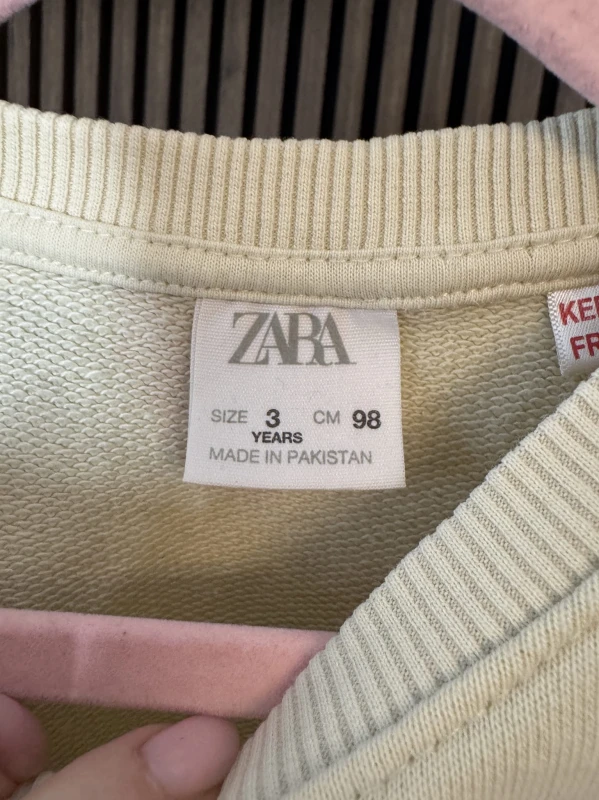 ZARA
SIZE 3 CM 98
YEARS
MADE IN PAKISTAN